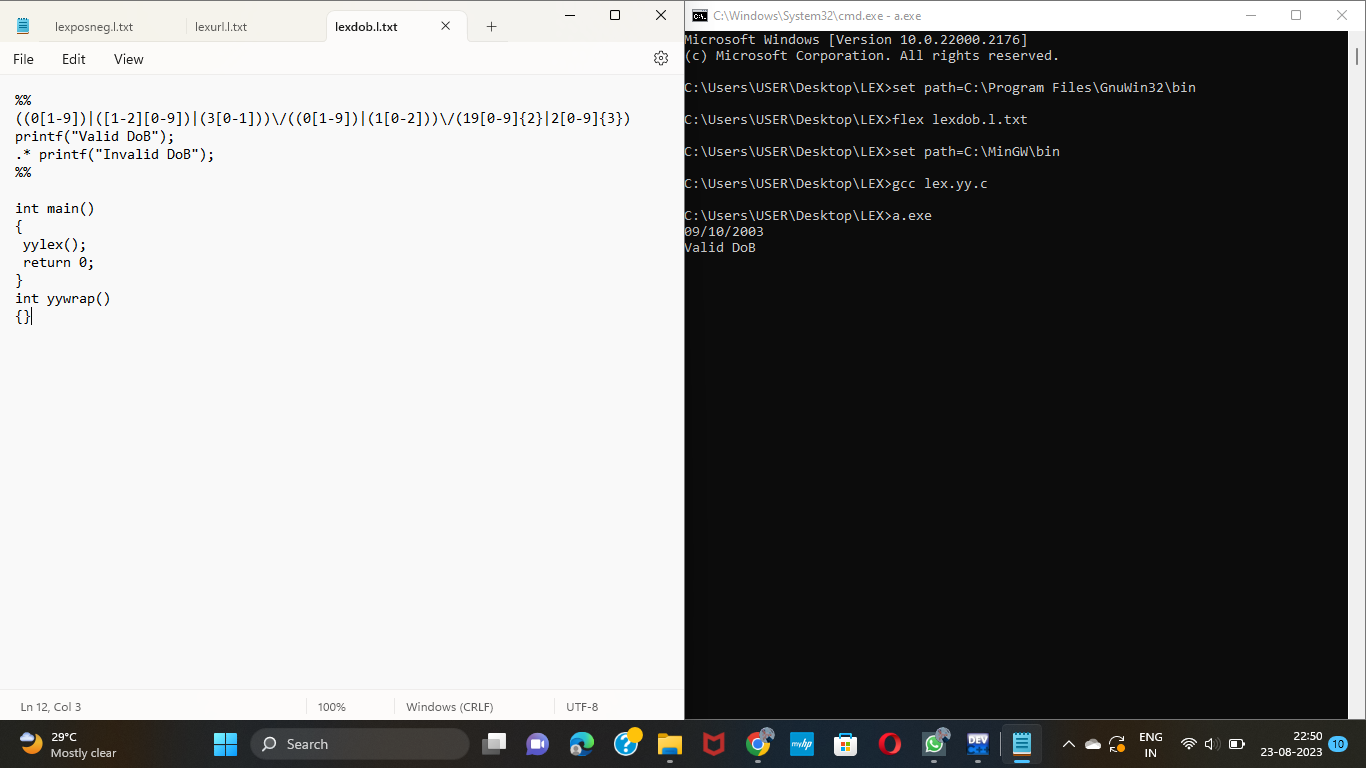 lexposneg.l.txt
lexurl.l.txt
lexdob.l.txt
File Edit View
%%
((0[1-9])|([1-2][0-9])|(3[0-1]))\/((0[1-9])|(1[0-2]))\/(19[0-9]{2}|2[0-9]{3})
printf("Valid DoB");
.* printf("Invalid DoB");
%%
int main()
{
yylex();
return 0;
}
int yywrap()
{}
Ln 12, Col 3
100%
Windows (CRLF)
UTF-8
C:\Windows\System32\cmd.exe - a.exe
Microsoft Windows [Version 10.0.22000.2176]
(c) Microsoft Corporation. All rights reserved.
C:\Users\USER\Desktop\LEX>set path=C:\Program Files\GnuWin32\bin
C:\Users\USER\Desktop\LEX>flex lexdob.l.txt
C:\Users\USER\Desktop\LEX>set path=C:\MinGW\bin
C:\Users\USER\Desktop\LEX>gcc lex.yy.c
C:\Users\USER\Desktop\LEX>a.exe
09/10/2003
Valid DoB
29°C
Mostly clear
Search
myhp
DEV
ENG
IN
22:50
23-08-2023
10